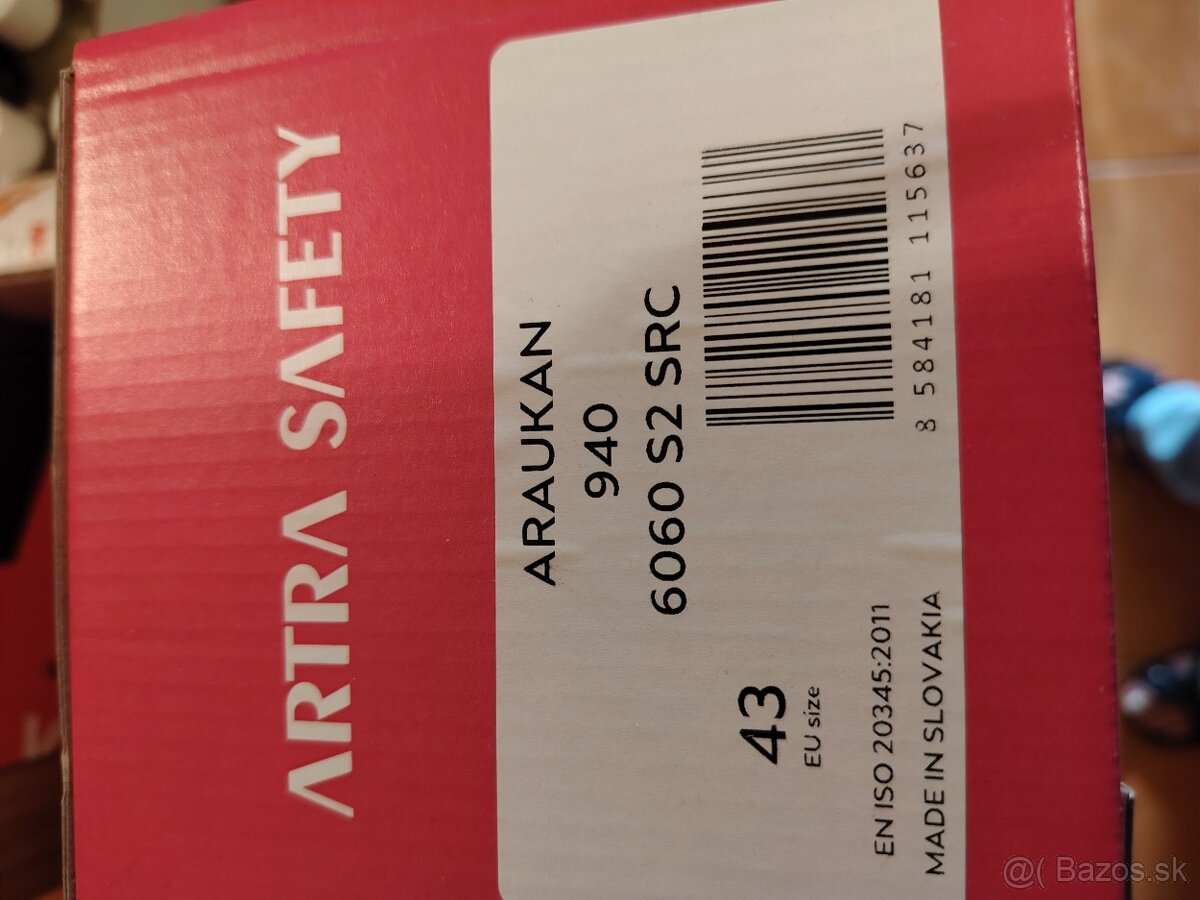 ARTRA SAFETY
ARAUKAN
940
6060 S2 SRC
8 584181 115637
43
EU size
EN ISO 20345:2011
MADE IN SLOVAKIA
@( Bazos.sk